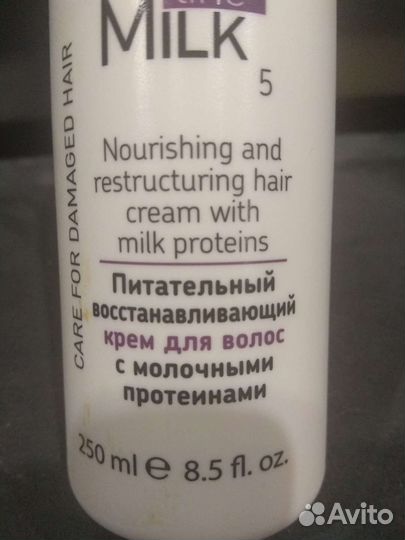 MILK
5
Nourishing and
restructuring hair
cream with
milk proteins
Питательный
восстанавливающий
крем для волос
с молочными
протеинами
250 ml e 8.5 fl. oz.
CARE FOR DAMAGED HAIR
Avito